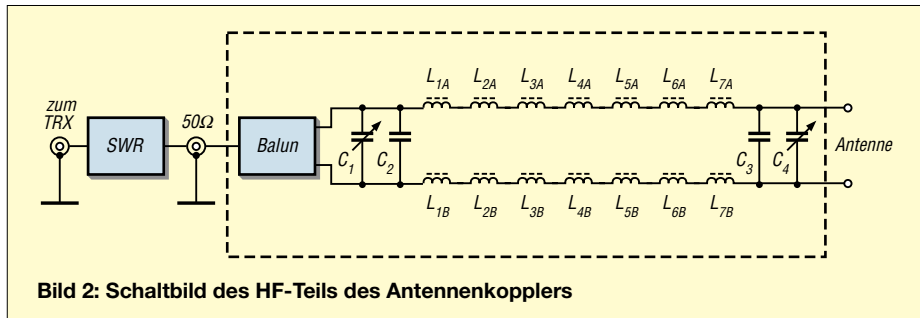 L1A L2A L3A L4A L5A L6A L7A
zum
TRX
50Ω
SWR
Balun
C1 C2
C3 C4
Antenne
L1B L2B L3B L4B L5B L6B L7B
Bild 2: Schaltbild des HF-Teils des Antennenkopplers